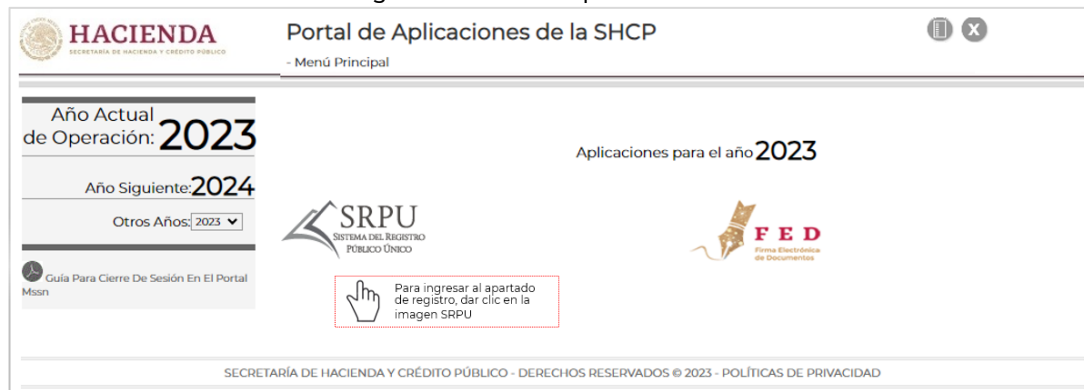 HACIENDA
SECRETARÍA DE HACIENDA Y CRÉDITO PÚBLICO
Portal de Aplicaciones de la SHCP
- Menú Principal
Año Actual
de Operación: 2023
Año Siguiente:2024
Otros Años: 2023
Guía Para Cierre De Sesión En El Portal
Mssn
Aplicaciones para el año 2023
SRPU
SISTEMA DEL REGISTRO
PÚBLICO ÚNICO
FED
Firma Electrónica
de Documentos
Para ingresar al apartado
de registro, dar clic en la
imagen SRPU
SECRETARÍA DE HACIENDA Y CRÉDITO PÚBLICO - DERECHOS RESERVADOS © 2023 - POLÍTICAS DE PRIVACIDAD